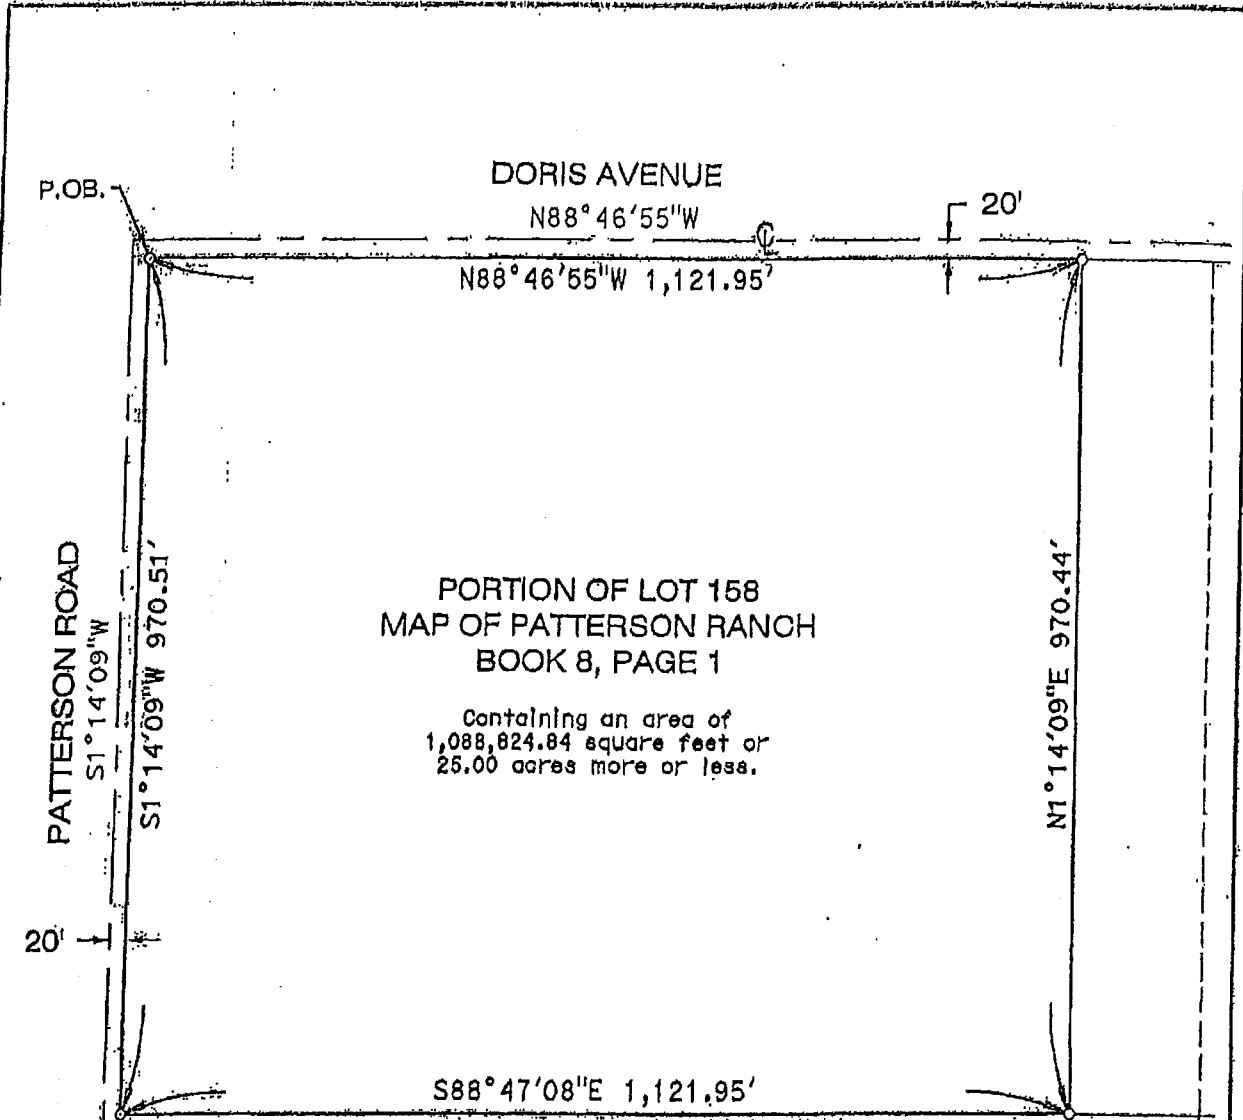 DORIS AVENUE
P.OB.
N88°46'55"W
20'
N88°46'55"W 1,121.95'
PATTERSON ROAD
S1°14'09"W
S1°14'09"W 970.51'
N1°14'09"E 970.44'
PORTION OF LOT 158
MAP OF PATTERSON RANCH
BOOK 8, PAGE 1
Containing an area of
1,088,824.84 square feet or
25.00 acres more or less.
20'
S88°47'08"E 1,121.95'